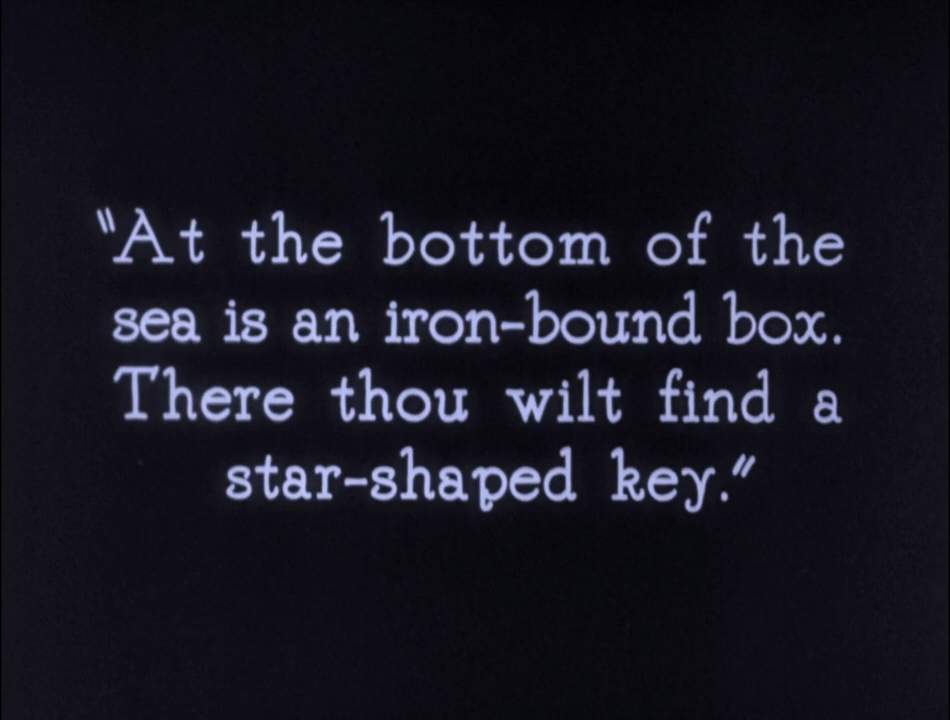 "At the bottom of the
sea is an iron-bound box.
There thou wilt find a
star-shaped key."